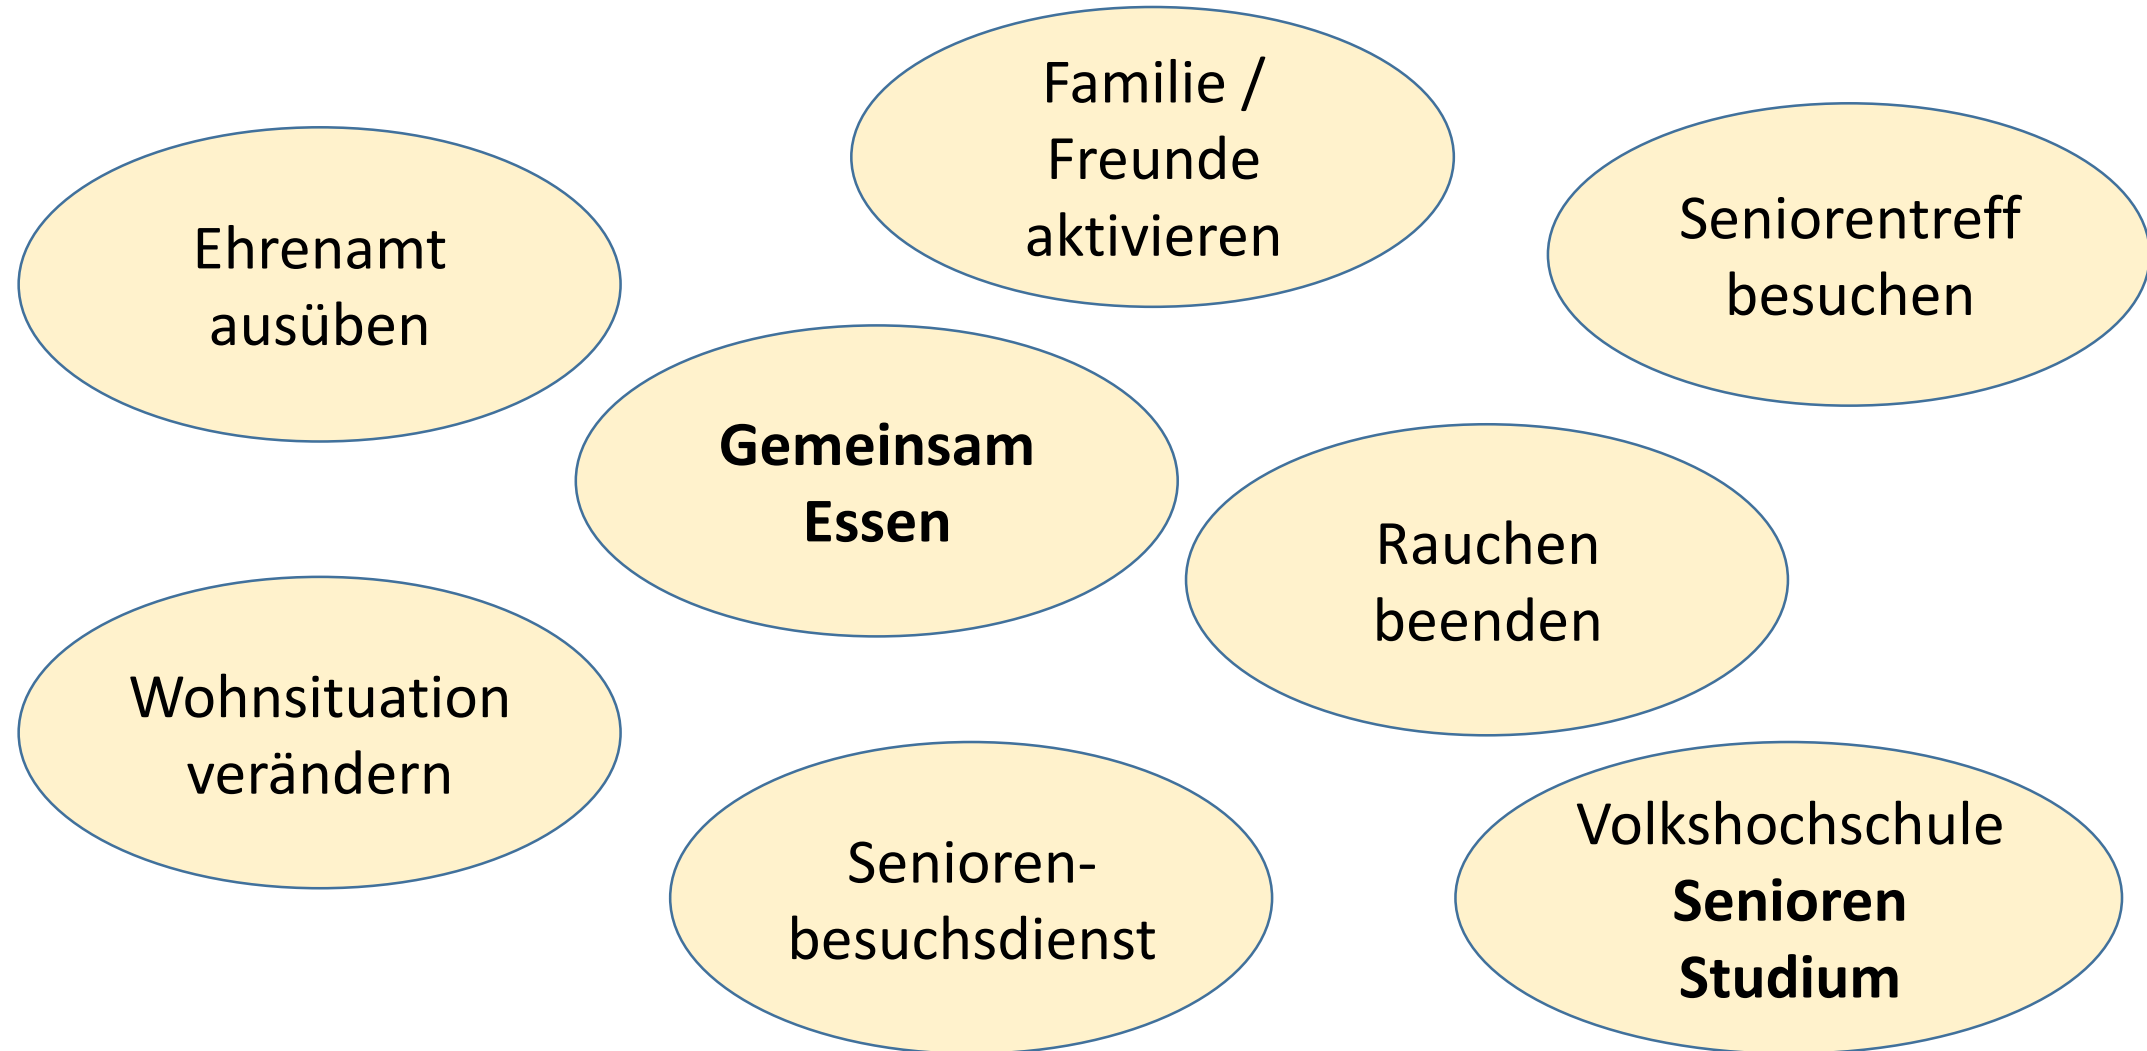 Familie /
Freunde
aktivieren
Ehrenamt
ausüben
Seniorentreff
besuchen
Gemeinsam
Essen
Rauchen
beenden
Wohnsituation
verändern
Senioren-
besuchsdienst
Volkshochschule
Senioren
Studium